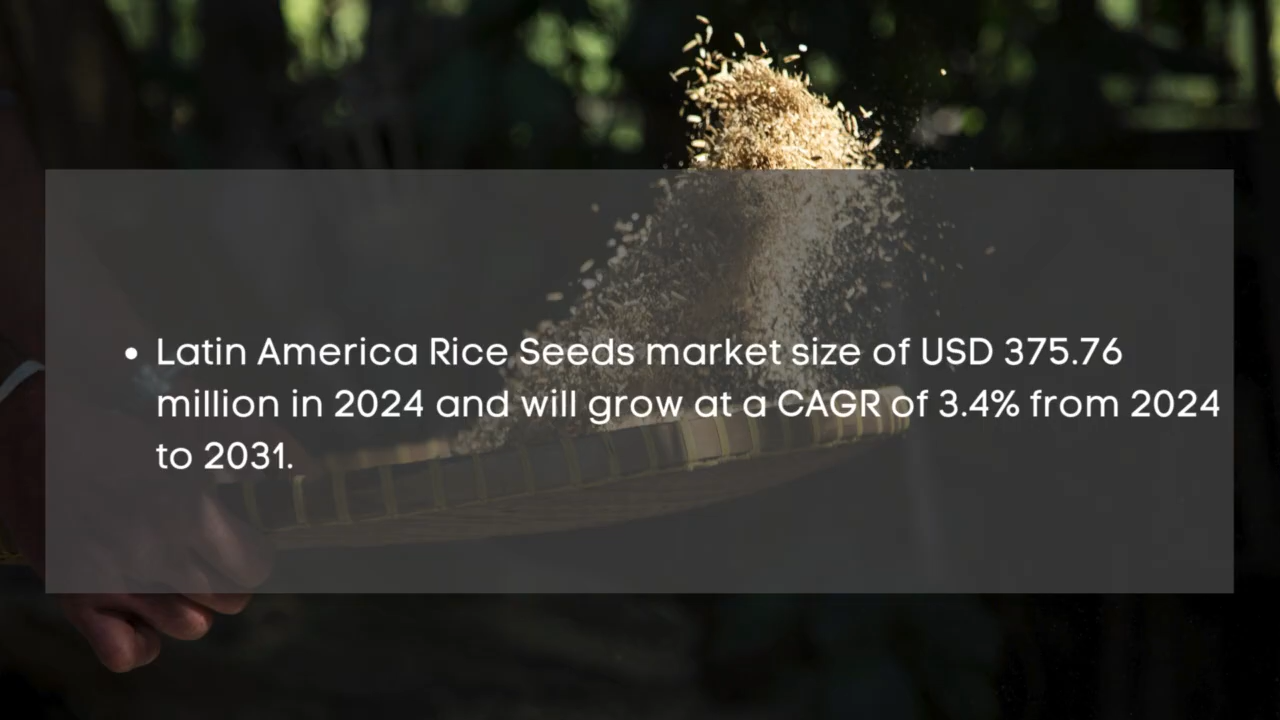 • Latin America Rice Seeds market size of USD 375.76
million in 2024 and will grow at a CAGR of 3.4% from 2024
to 2031.